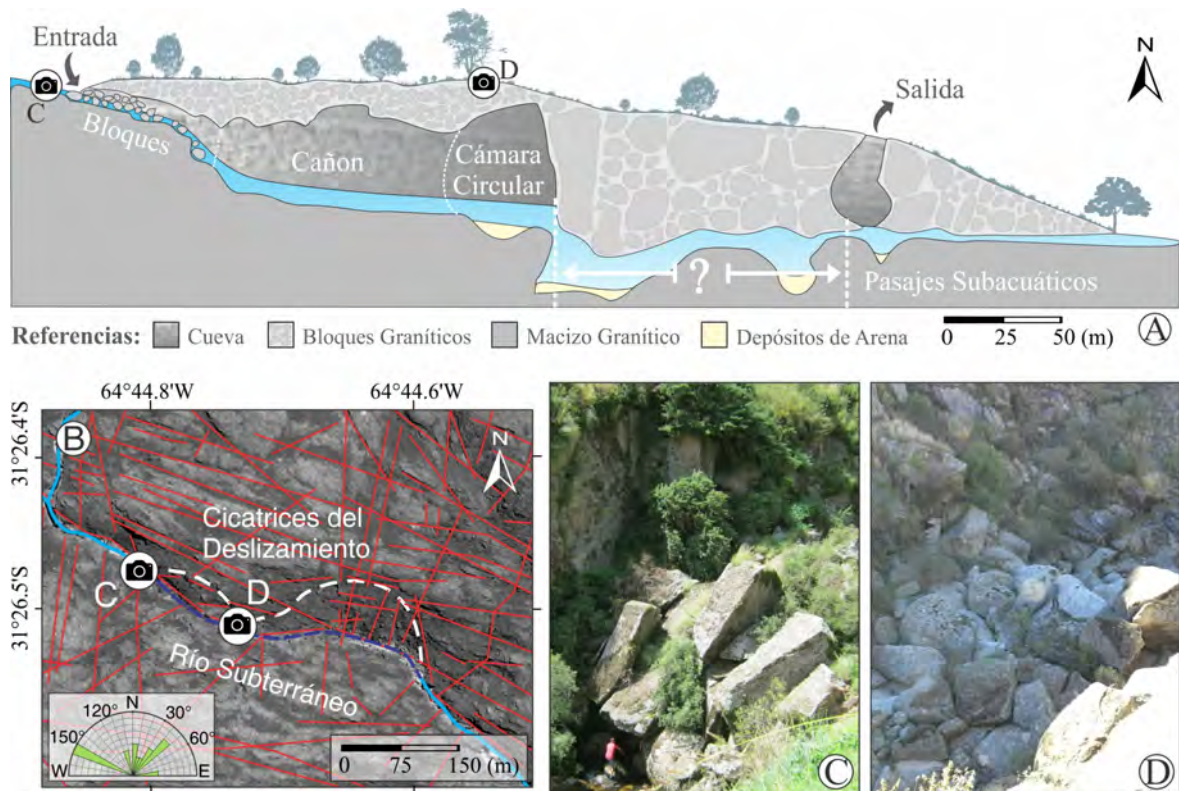 Entrada
C
Bloques
Cañon
D
Cámara
Circular
Salida
N
?
Pasajes Subacuáticos
Referencias: Cueva Bloques Graníticos Macizo Granítico Depósitos de Arena
0 25 50 (m)
A
64°44.8'W 64°44.6'W
31°26.4'S
31°26.5'S
B
N
Cicatrices del
Deslizamiento
C
D
Río Subterráneo
N
120° 30°
150° 60°
W E
0 75 150 (m)
C
D